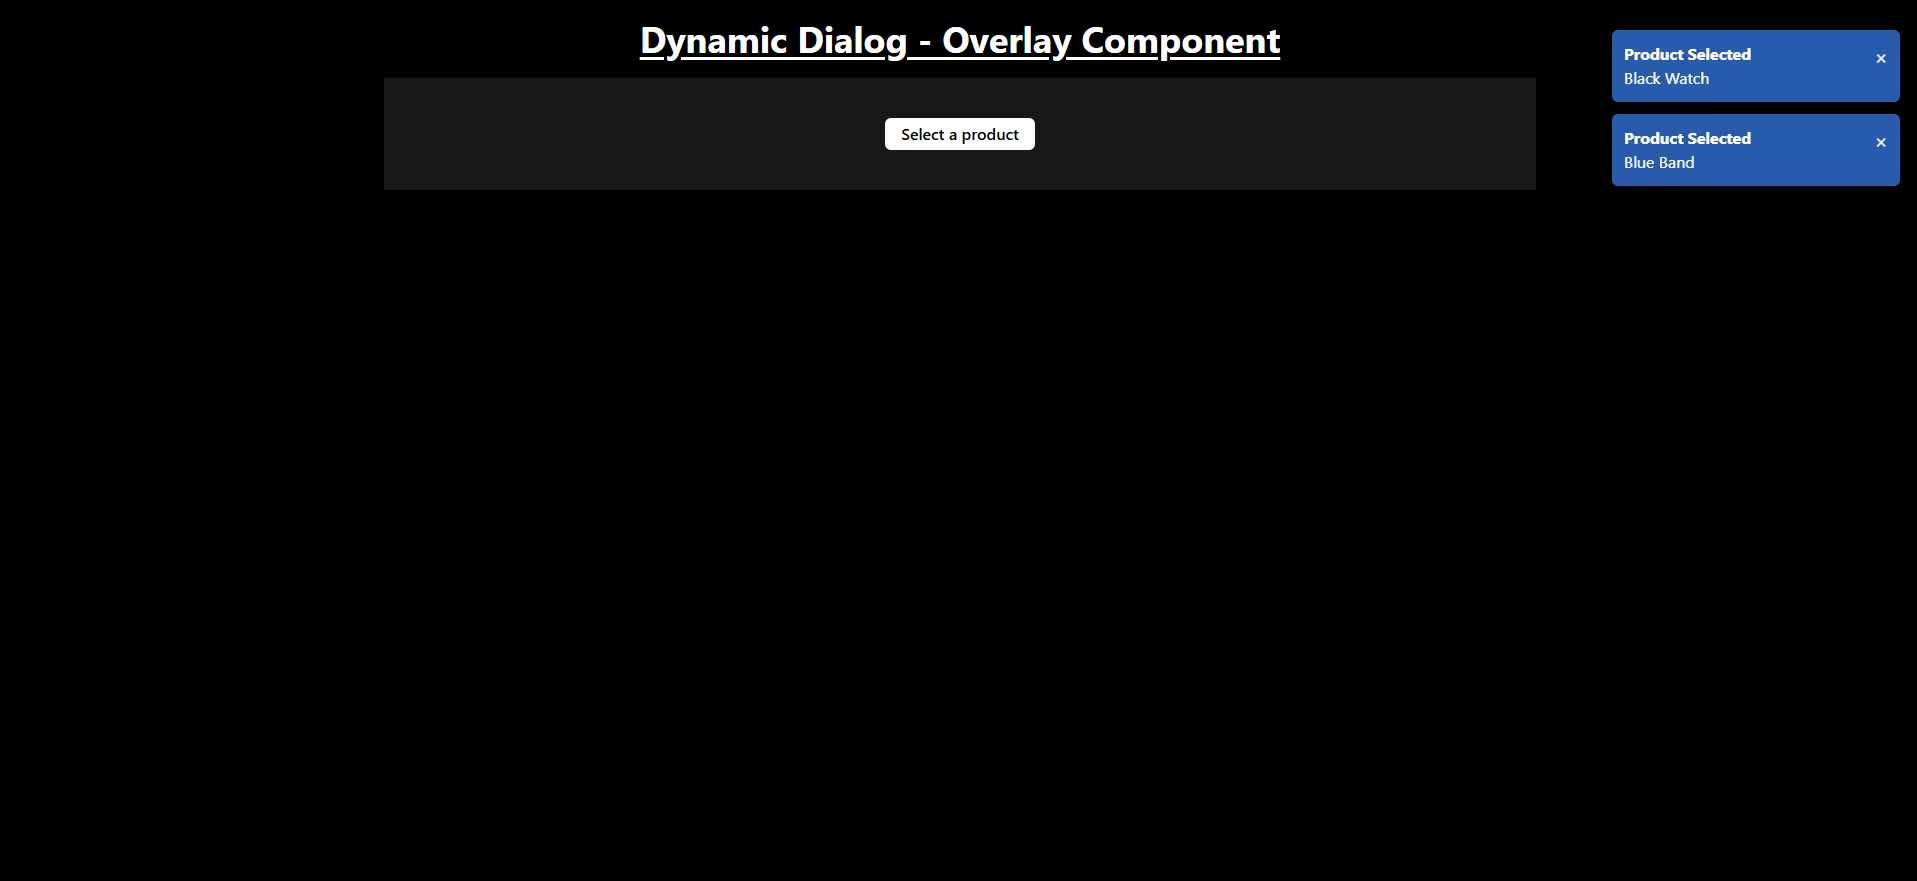 Dynamic Dialog - Overlay Component
Select a product
Product Selected
Black Watch
Product Selected
Blue Band